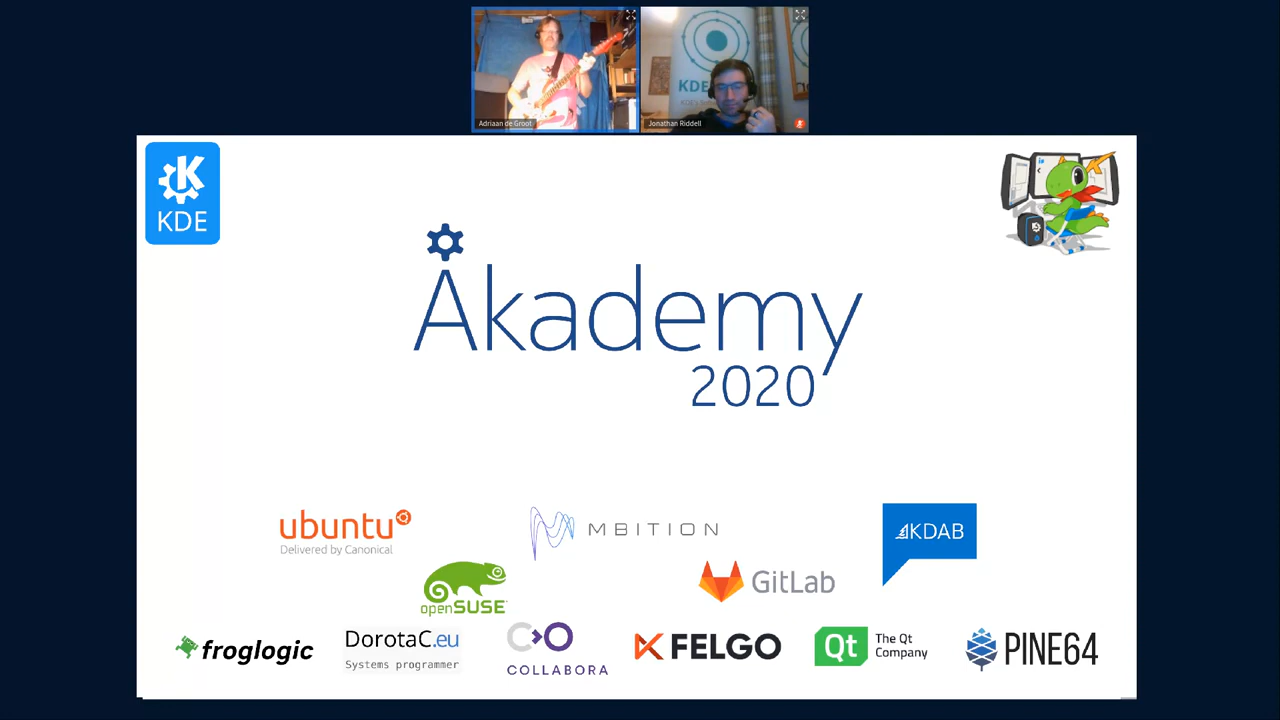 Adriaan de Groot
Jonathan Riddell
KDE
KDE
Akademy
2020
ubuntu
Delivered by Canonical
MBITION
KDAB
openSUSE
GitLab
froglogic
DorotaC.eu
Systems programmer
COLLABORA
FELGO
Qt
The Qt
Company
PINE64